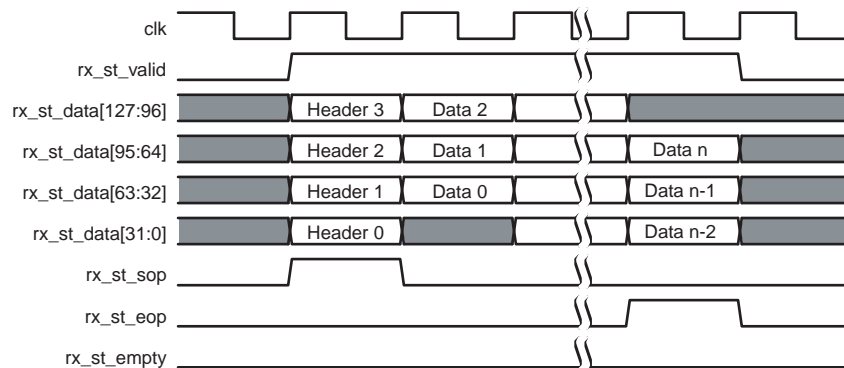 clk
rx_st_valid
rx_st_data[127:96] Header 3 Data 2
rx_st_data[95:64] Header 2 Data 1 Data n
rx_st_data[63:32] Header 1 Data 0 Data n-1
rx_st_data[31:0] Header 0 Data n-2
rx_st_sop
rx_st_eop
rx_st_empty